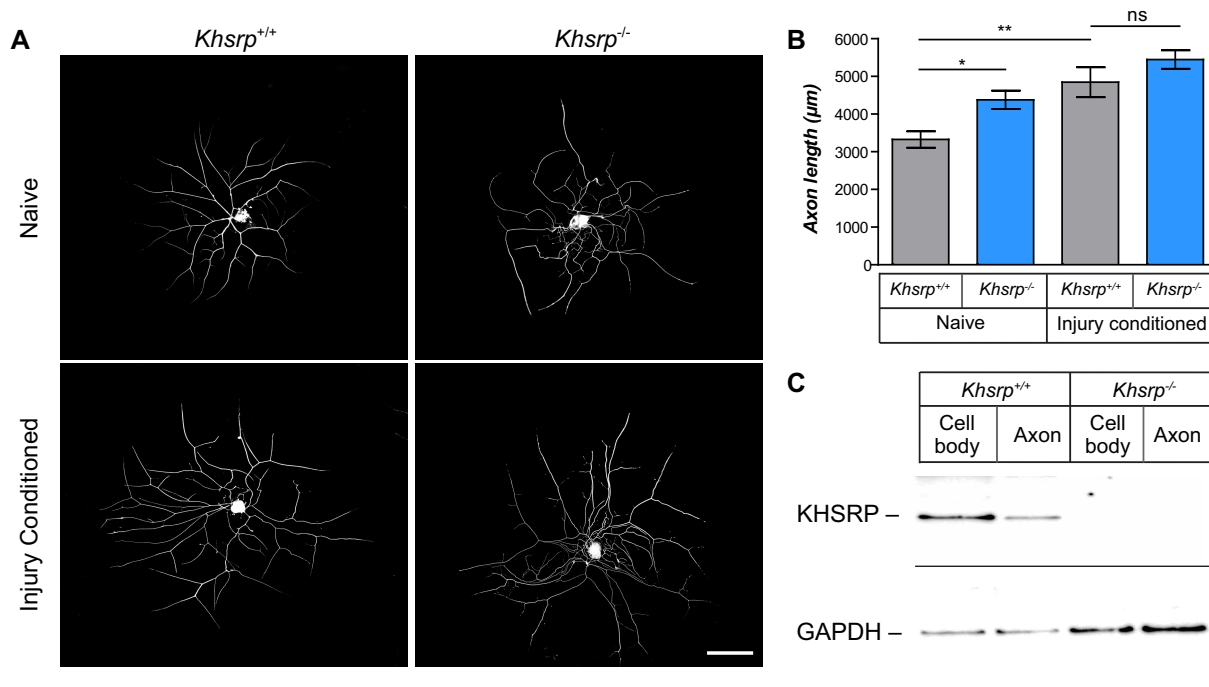 A
Khsrp+/+
Khsrp-/-
Naive
Injury Conditioned
B
ns
**
*
Axon length (μm)
6000
5000
4000
3000
2000
1000
0
Khsrp+/+ Khsrp-/- Khsrp+/+ Khsrp-/-
Naive Injury conditioned
C
Khsrp+/+ Khsrp-/-
Cell body Axon Cell body Axon
KHSRP –
GAPDH –